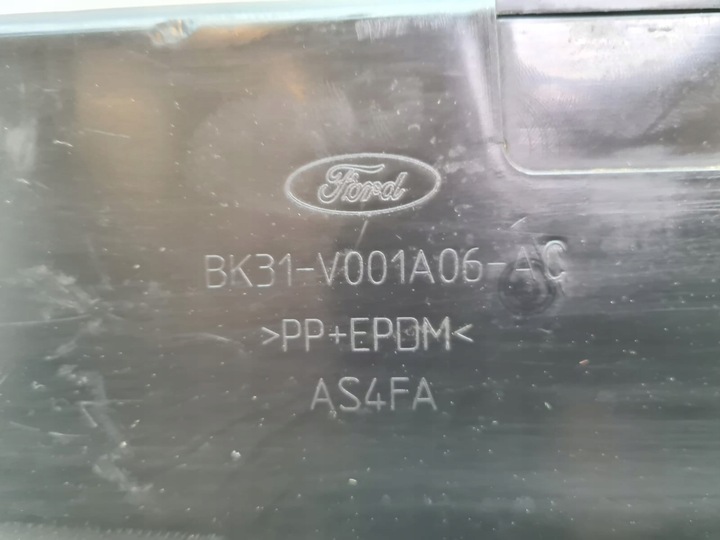 Ford
BK31-V001A06-AC
>PP+EPDM<
AS4FA